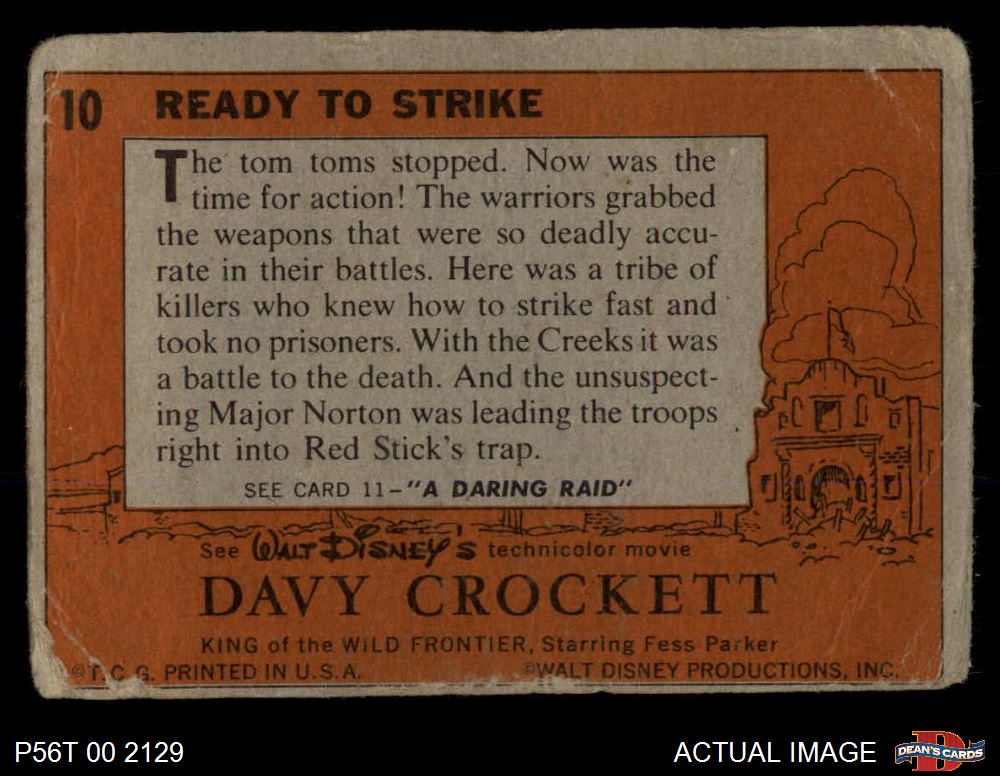 10 READY TO STRIKE
The tom toms stopped. Now was the
time for action! The warriors grabbed
the weapons that were so deadly accu-
rate in their battles. Here was a tribe of
killers who knew how to strike fast and
took no prisoners. With the Creeks it was
a battle to the death. And the unsuspect-
ing Major Norton was leading the troops
right into Red Stick's trap.
SEE CARD 11-"A DARING RAID"
See WALT DISNEY'S technicolor movie
DAVY CROCKETT
KING of the WILD FRONTIER, Starring Fess Parker
©T. C. G. PRINTED IN U. S. A. ©WALT DISNEY PRODUCTIONS, INC.
P56T 00 2129 ACTUAL IMAGE D DEAN'S CARDS